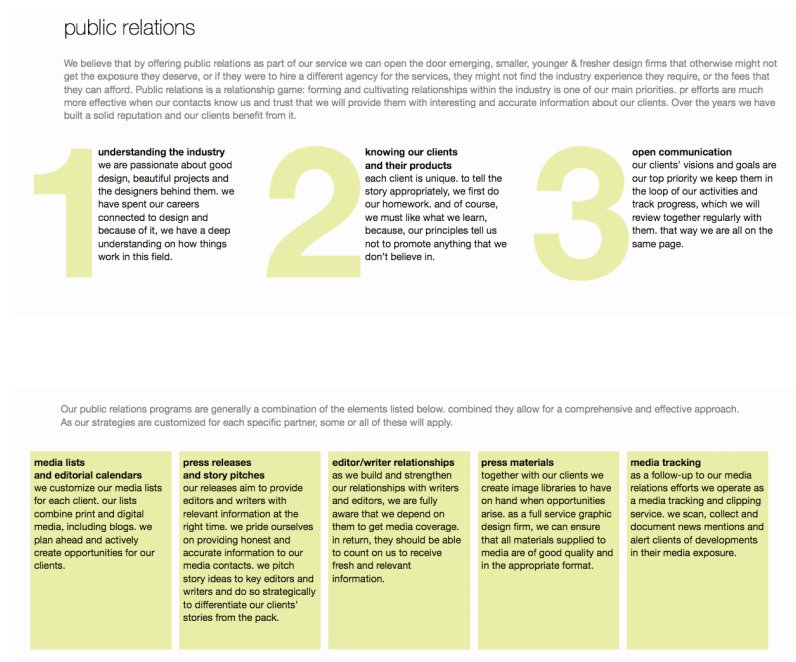 public relations
We believe that by offering public relations as part of our service we can open the door emerging, smaller, younger & fresher design firms that otherwise might not
get the exposure they deserve, or if they were to hire a different agency for the services, they might not find the industry experience they require, or the fees that
they can afford. Public relations is a relationship game: forming and cultivating relationships within the industry is one of our main priorities. pr efforts are much
more effective when our contacts know us and trust that we will provide them with interesting and accurate information about our clients. Over the years we have
built a solid reputation and our clients benefit from it.
1
understanding the industry
we are passionate about good
design, beautiful projects and
the designers behind them. we
have spent our careers
connected to design and
because of it, we have a deep
understanding on how things
work in this field.
2
knowing our clients
and their products
each client is unique. to tell the
story appropriately, we first do
our homework. and of course,
we must like what we learn,
because, our principles tell us
not to promote anything that we
don't believe in.
3
open communication
our clients' visions and goals are
our top priority we keep them in
the loop of our activities and
track progress, which we will
review together regularly with
them. that way we are all on the
same page.
Our public relations programs are generally a combination of the elements listed below. combined they allow for a comprehensive and effective approach.
As our strategies are customized for each specific partner, some or all of these will apply.
media lists
and editorial calendars
we customize our media lists
for each client. our lists
combine print and digital
media, including blogs. we
plan ahead and actively
create opportunities for our
clients.
press releases
and story pitches
our releases aim to provide
editors and writers with
relevant information at the
right time. we pride ourselves
on providing honest and
accurate information to our
media contacts. we pitch
story ideas to key editors and
writers and do so strategically
to differentiate our clients'
stories from the pack.
editor/writer relationships
as we build and strengthen
our relationships with writers
and editors, we are fully
aware that we depend on
them to get media coverage.
in return, they should be able
to count on us to receive
fresh and relevant
information.
press materials
together with our clients we
create image libraries to have
on hand when opportunities
arise. as a full service graphic
design firm, we can ensure
that all materials supplied to
media are of good quality and
in the appropriate format.
media tracking
as a follow-up to our media
relations efforts we operate as
a media tracking and clipping
service. we scan, collect and
document news mentions and
alert clients of developments
in their media exposure.